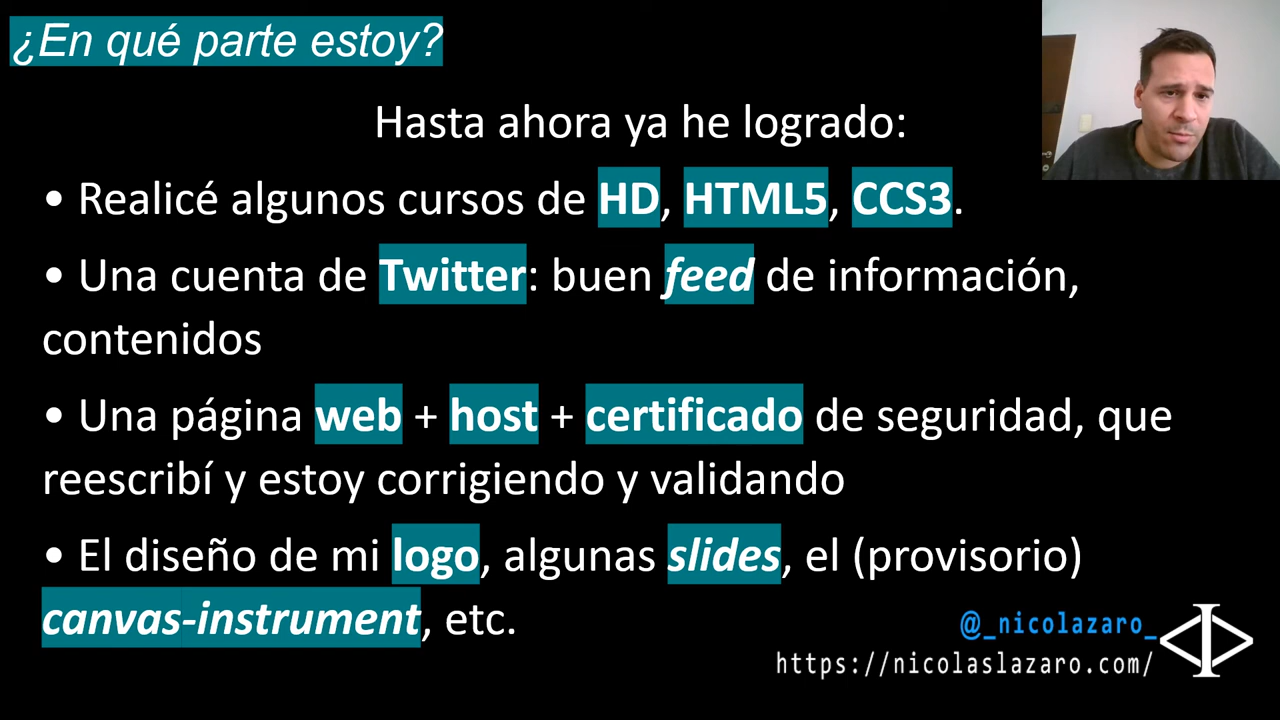 ¿En qué parte estoy?
Hasta ahora ya he logrado:
• Realicé algunos cursos de HD, HTML5, CCS3.
• Una cuenta de Twitter: buen feed de información,
contenidos
• Una página web + host + certificado de seguridad, que
reescribí y estoy corrigiendo y validando
• El diseño de mi logo, algunas slides, el (provisorio)
canvas-instrument, etc.
@_nicolazaro_
https://nicolaslazaro.com/